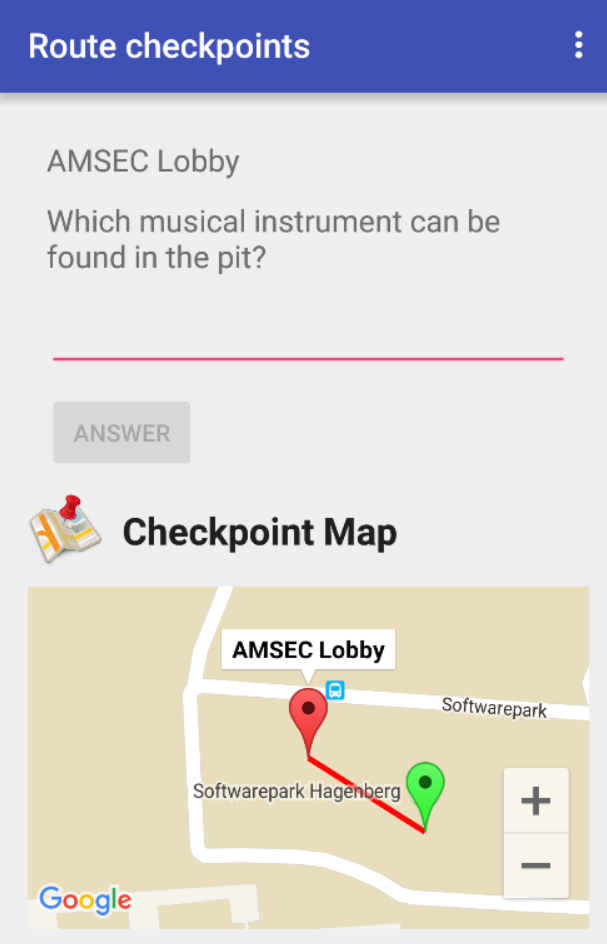 Route checkpoints
AMSEC Lobby
Which musical instrument can be
found in the pit?
ANSWER
Checkpoint Map
AMSEC Lobby
Softwarepark
Softwarepark Hagenberg
+
−
Google